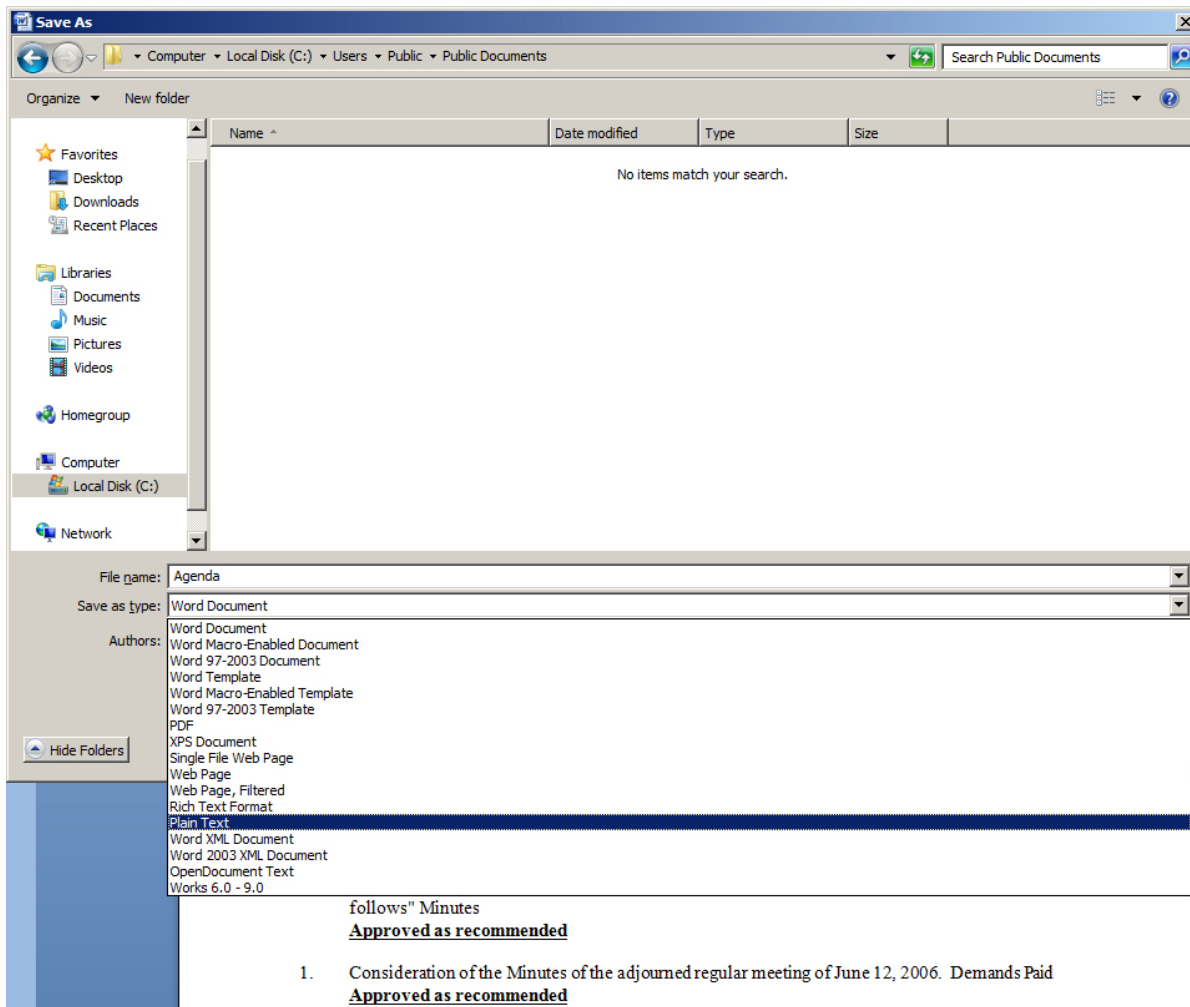 Save As
Computer Local Disk (C:) Users Public Public Documents
Search Public Documents
Organize New folder
Name Date modified Type Size
No items match your search.
Favorites
Desktop
Downloads
Recent Places
Libraries
Documents
Music
Pictures
Videos
Homegroup
Computer
Local Disk (C:)
Network
File name: Agenda
Save as type: Word Document
Authors:
Word Document
Word Macro-Enabled Document
Word 97-2003 Document
Word Template
Word Macro-Enabled Template
Word 97-2003 Template
PDF
XPS Document
Single File Web Page
Web Page
Web Page, Filtered
Rich Text Format
Plain Text
Word XML Document
Word 2003 XML Document
OpenDocument Text
Works 6.0 - 9.0
Hide Folders
follows" Minutes
Approved as recommended
1. Consideration of the Minutes of the adjourned regular meeting of June 12, 2006. Demands Paid
Approved as recommended